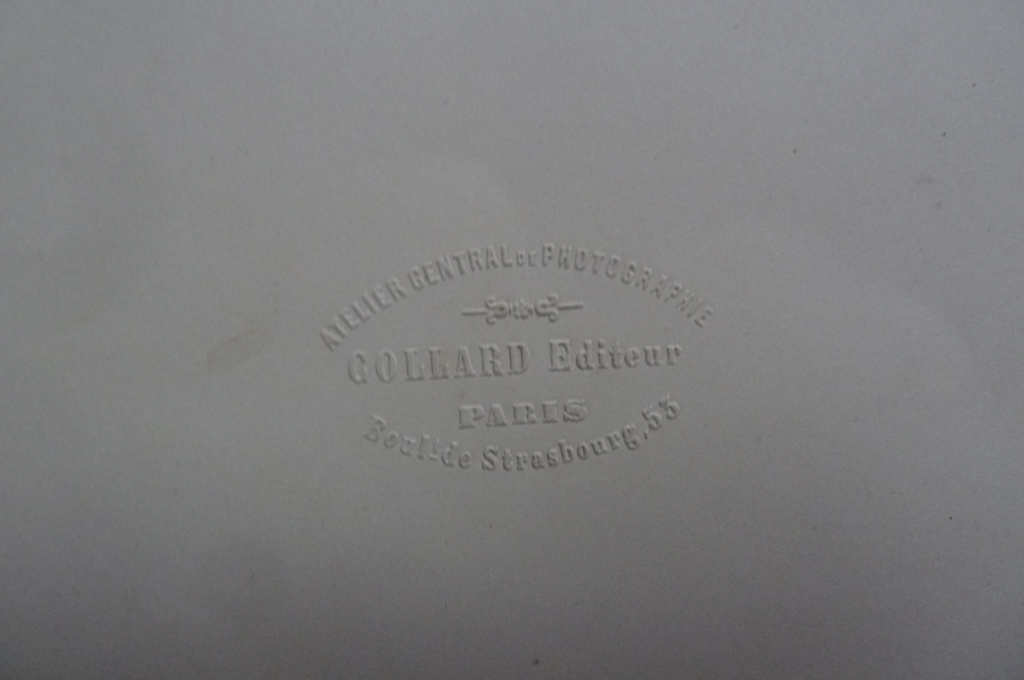 ATELIER CENTRAL DE PHOTOGRAPHIE
COLLARD Editeur
PARIS
Boul.d de Strasbourg, 53